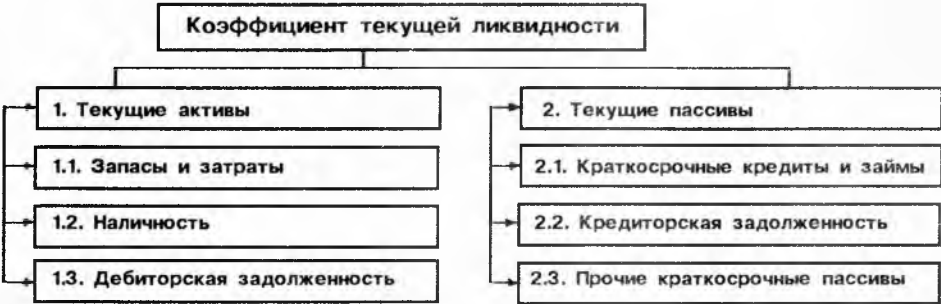 Коэффициент текущей ликвидности
1. Текущие активы
1.1. Запасы и затраты
1.2. Наличность
1.3. Дебиторская задолженность
2. Текущие пассивы
2.1. Краткосрочные кредиты и займы
2.2. Кредиторская задолженность
2.3. Прочие краткосрочные пассивы